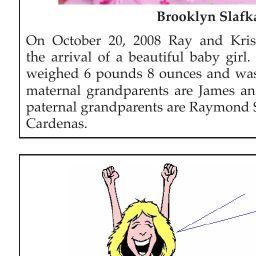 Brooklyn Slafka
On October 20, 2008 Ray and Kris
the arrival of a beautiful baby girl.
weighed 6 pounds 8 ounces and was
maternal grandparents are James an
paternal grandparents are Raymond S
Cardenas.